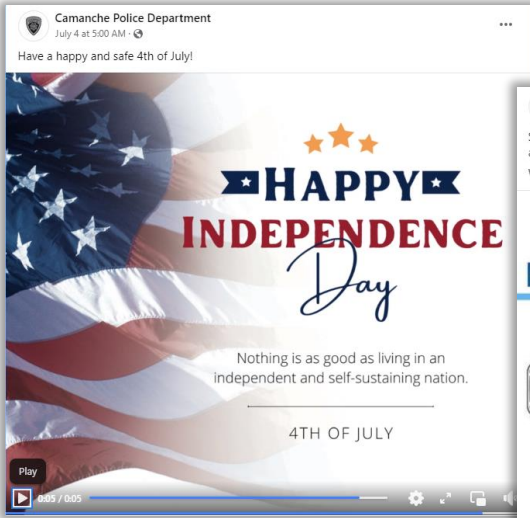 Camanche Police Department
July 4 at 5:00 AM ·
Have a happy and safe 4th of July!
HAPPY
INDEPENDENCE
Day
Nothing is as good as living in an
independent and self-sustaining nation.
4TH OF JULY
Play
0:05 / 0:05